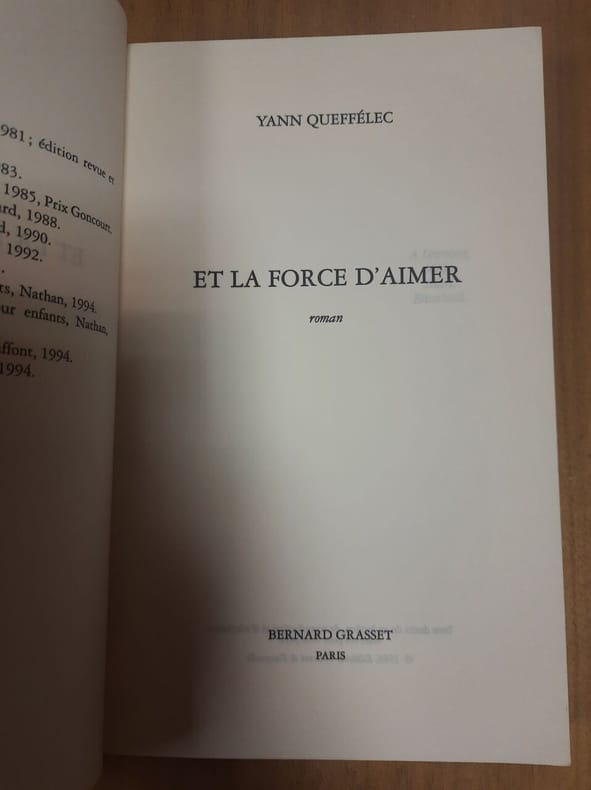 981 ; édition revue et
83.
1985, Prix Goncourt.
ard, 1988.
d, 1990.
1992.
ts, Nathan, 1994.
ur enfants, Nathan,
ffont, 1994.
1994.
YANN QUEFFÉLEC
ET LA FORCE D'AIMER
roman
BERNARD GRASSET
PARIS